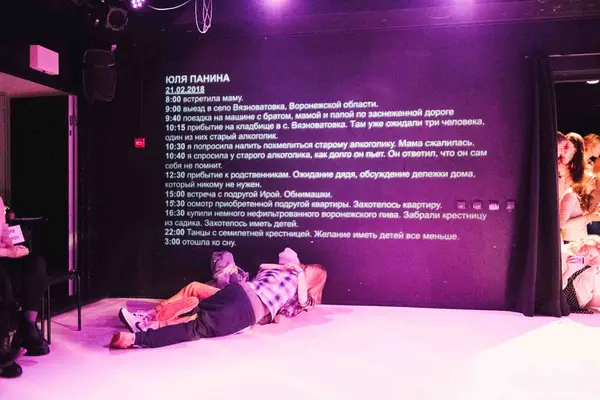 ЮЛЯ ПАНИНА
21.02.2018
8:00 встретила маму.
9:00 выезд в село Вязноватовка, Воронежской области.
9:40 поездка на машине с братом, мамой и папой по заснеженной дороге
10:15 прибытие на кладбище в с. Вязноватовка. Там уже ожидали три человека,
один из них старый алкоголик.
10:30 я попросила налить похмелиться старому алкоголику. Мама сжалилась.
10:40 я спросила у старого алкоголика, как долго он пьет. Он ответил, что он сам
себя не помнит.
12:30 прибытие к родственникам. Ожидание дядя, обсуждение дележки дома,
который никому не нужен.
15:00 встреча с подругой Ирой. Обнимашки.
15:30 осмотр приобретенной подругой квартиры. Захотелось квартиру.
16:30 купили немного нефильтрованного воронежского пива. Забрали крестницу
из садика. Захотелось иметь детей.
22:00 Танцы с семилетней крестницей. Желание иметь детей все меньше.
3:00 отошла ко сну.